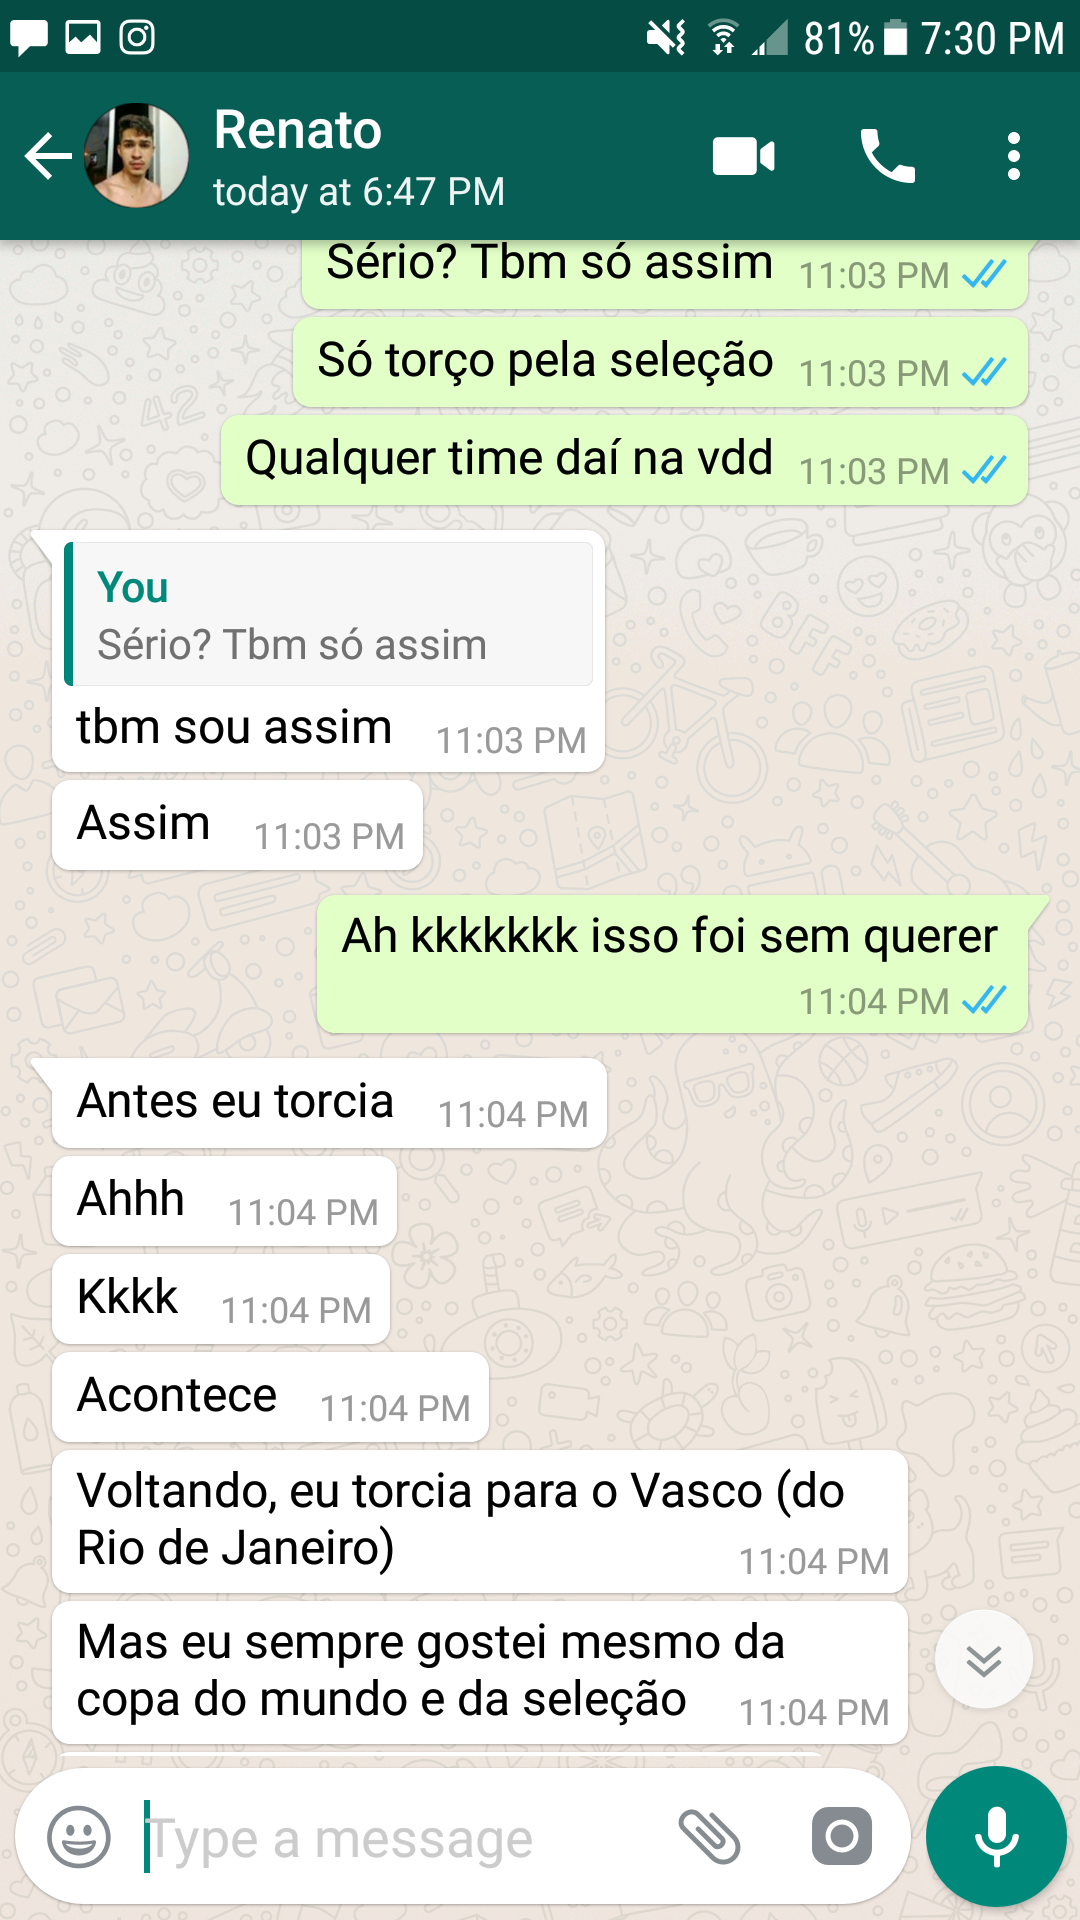 81% 7:30 PM
Renato
today at 6:47 PM
Sério? Tbm só assim 11:03 PM
Só torço pela seleção 11:03 PM
Qualquer time daí na vdd 11:03 PM
You
Sério? Tbm só assim
tbm sou assim 11:03 PM
Assim 11:03 PM
Ah kkkkkkk isso foi sem querer
11:04 PM
Antes eu torcia 11:04 PM
Ahhh 11:04 PM
Kkkk 11:04 PM
Acontece 11:04 PM
Voltando, eu torcia para o Vasco (do
Rio de Janeiro) 11:04 PM
Mas eu sempre gostei mesmo da
copa do mundo e da seleção 11:04 PM
Type a message